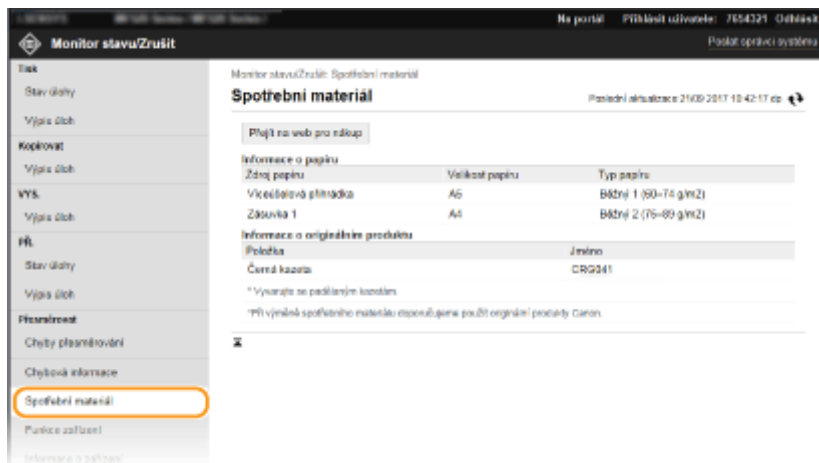 Na portál Přihlásit uživatele: 7654321 Odhlásit
Monitor stavu/Zrušit
Poslat správci systému
Tisk
Stav úlohy
Výpis úloh
Kopírovat
Výpis úloh
VYS.
Výpis úloh
PŘ.
Stav úlohy
Výpis úloh
Přesměrovat
Chyby přesměrování
Chybová informace
Spotřební materiál
Funkce zařízení
Informace o zařízení
Monitor stavu/Zrušit: Spotřební materiál
Spotřební materiál
Poslední aktualizace 21/09 2017 10:42:17 dp
Přejít na web pro nákup
Informace o papíru
Zdroj papíru Velikost papíru Typ papíru
Víceúčelová přihrádka A5 Běžný 1 (60–74 g/m2)
Zásuvka 1 A4 Běžný 2 (75–89 g/m2)
Informace o originálním produktu
Položka Jméno
Černá kazeta CRG041
* Vyvarujte se padělaným kazetám.
*Při výměně spotřebního materiálu doporučujeme použít originální produkty Canon.